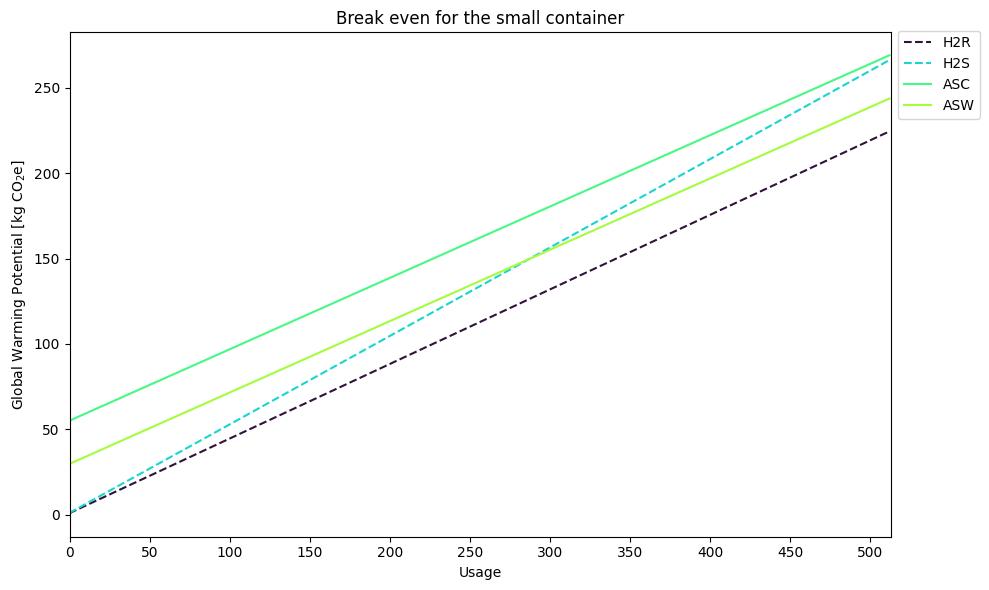 Break even for the small container
H2R
H2S
ASC
ASW
Global Warming Potential [kg CO₂e]
250
200
150
100
50
0
0 50 100 150 200 250 300 350 400 450 500
Usage